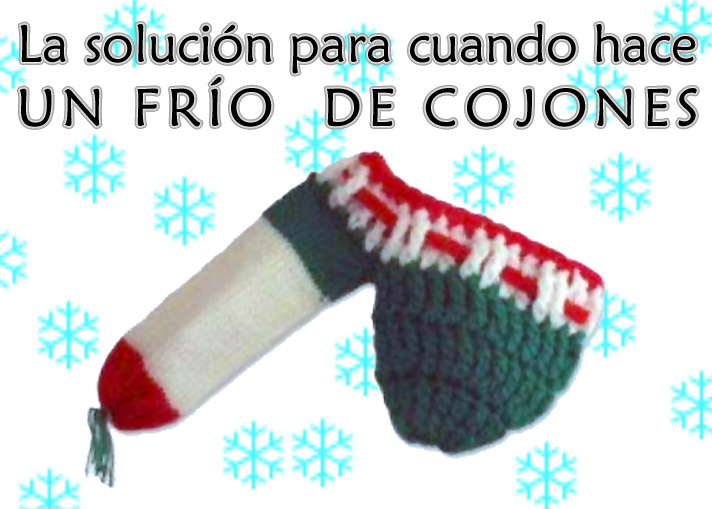 La solución para cuando hace
UN FRÍO DE COJONES